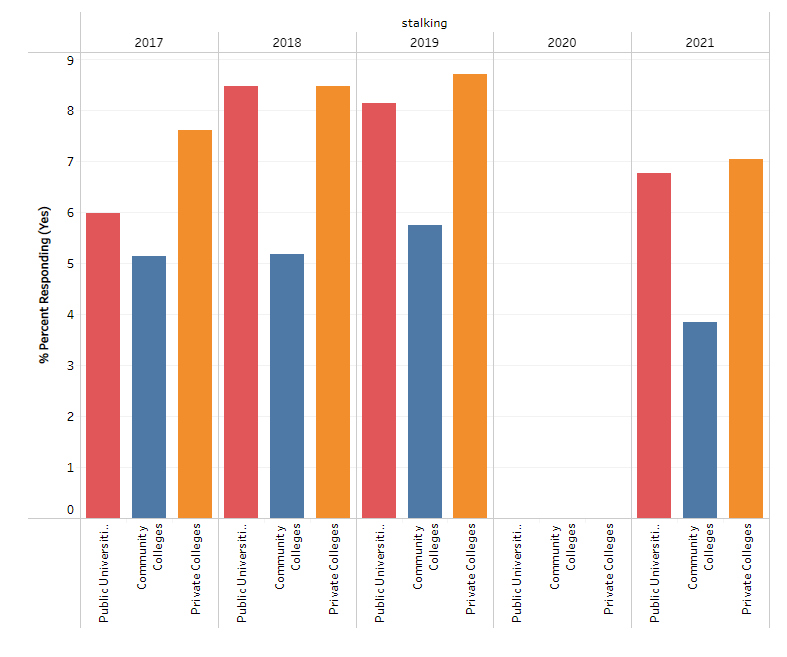 stalking
2017
2018
2019
2020
2021
9
8
7
6
5
4
3
2
1
0
% Percent Responding (Yes)
Public Universiti..
Community
Colleges
Private Colleges
Public Universiti..
Community
Colleges
Private Colleges
Public Universiti..
Community
Colleges
Private Colleges
Public Universiti..
Community
Colleges
Private Colleges
Public Universiti..
Community
Colleges
Private Colleges